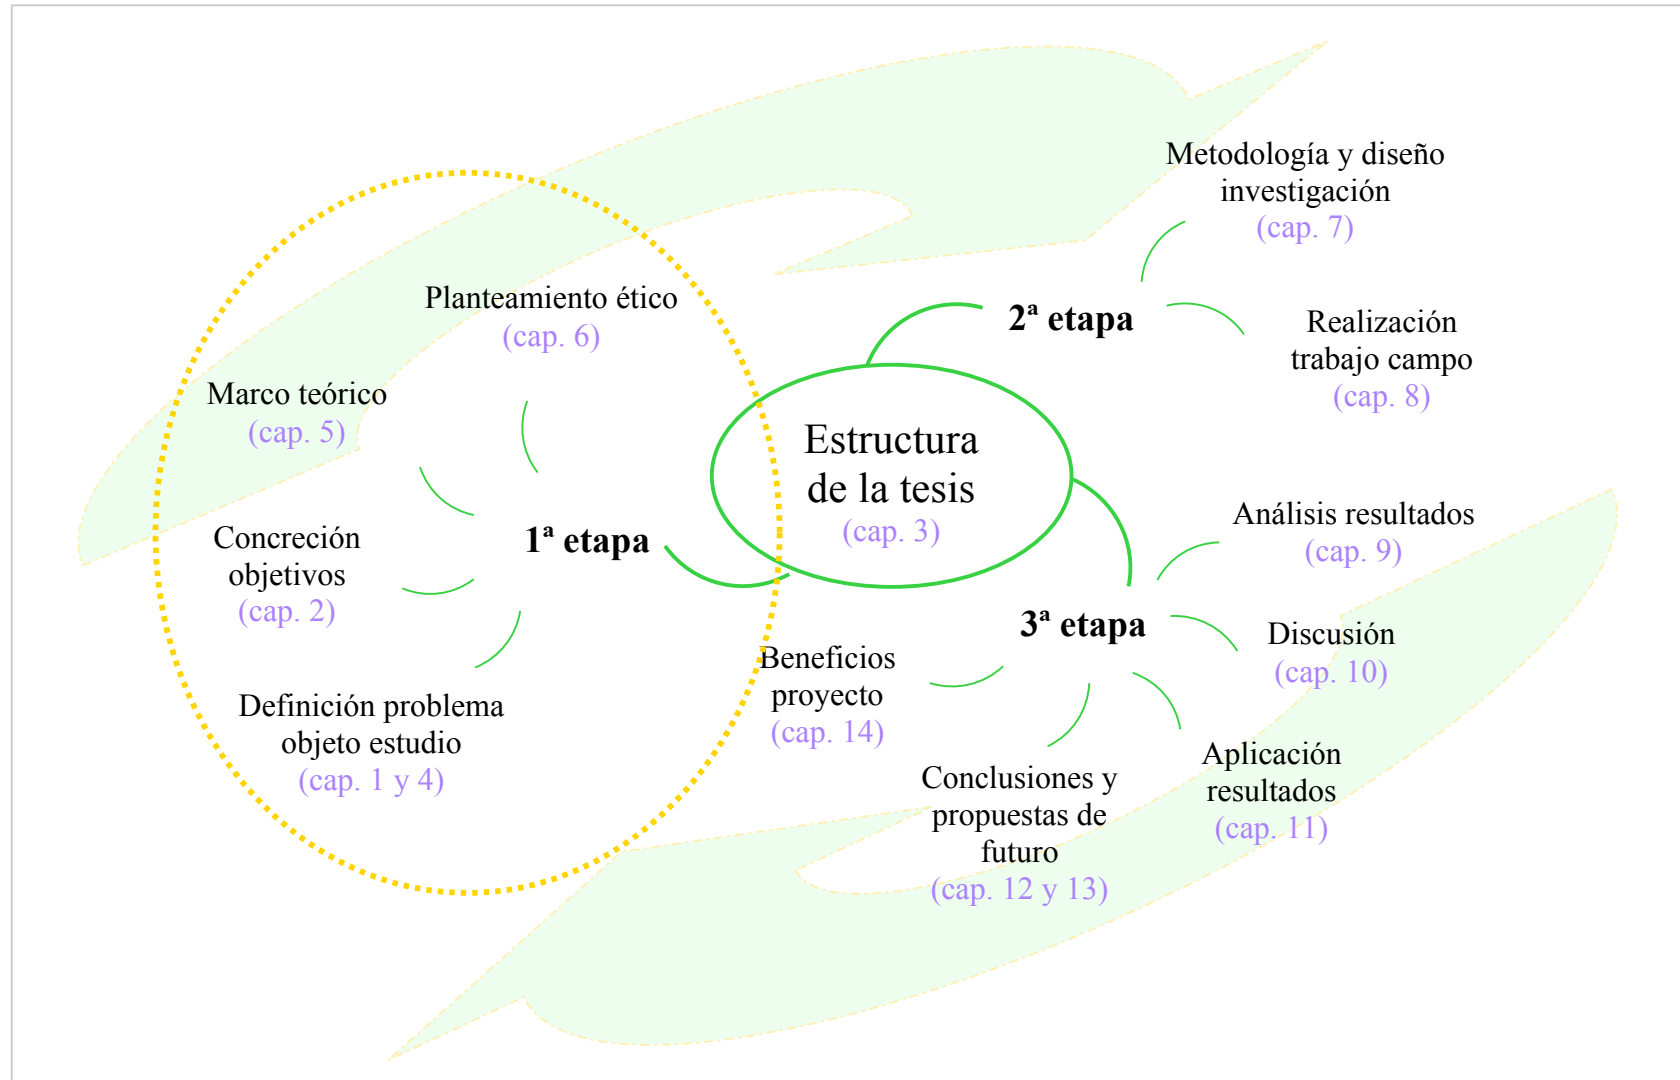 Estructura
de la tesis
(cap. 3)
1ª etapa
Definición problema
objeto estudio
(cap. 1 y 4)
Concreción
objetivos
(cap. 2)
Marco teórico
(cap. 5)
Planteamiento ético
(cap. 6)
2ª etapa
Metodología y diseño
investigación
(cap. 7)
Realización
trabajo campo
(cap. 8)
3ª etapa
Análisis resultados
(cap. 9)
Discusión
(cap. 10)
Aplicación
resultados
(cap. 11)
Conclusiones y
propuestas de
futuro
(cap. 12 y 13)
Beneficios
proyecto
(cap. 14)